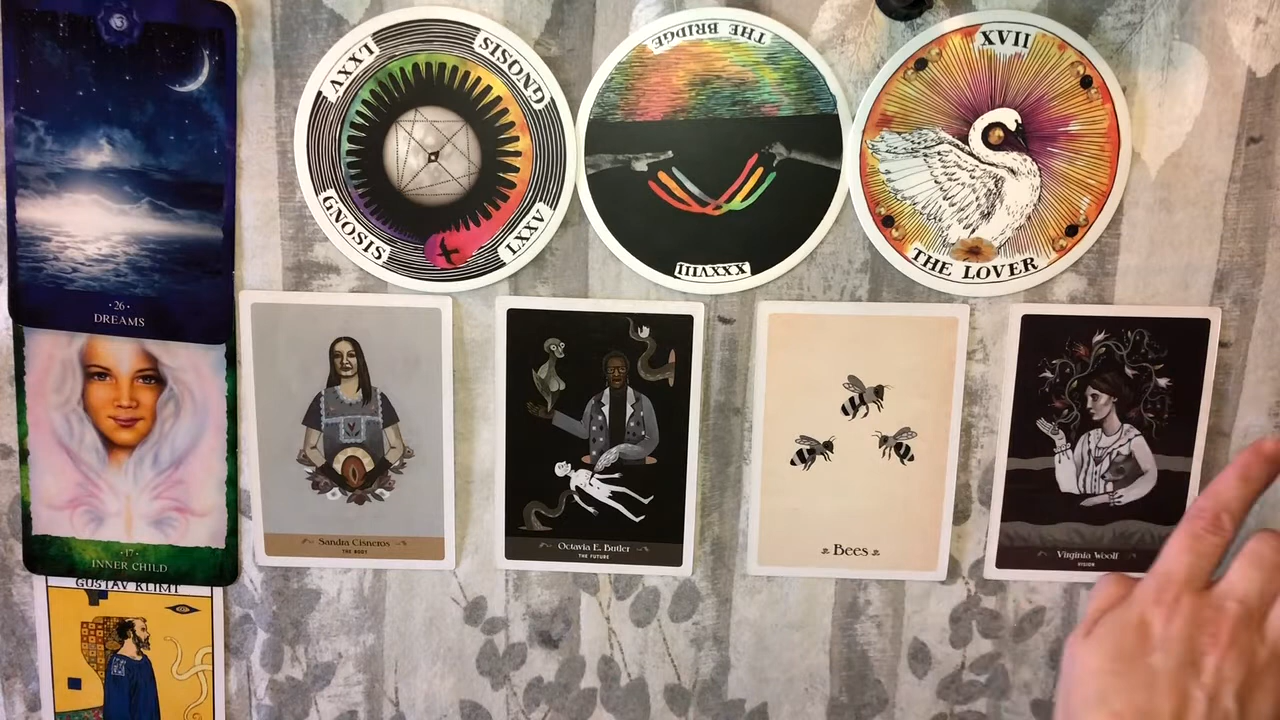 ·26·
DREAMS
·17·
INNER CHILD
GUSTAV KLIMT
LXXV
GNOSIS
GNOSIS
LXXV
THE BRIDGE
XXXVIII
XVII
THE LOVER
Sandra Cisneros
THE BODY
Octavia E. Butler
THE FUTURE
Bees
Virginia Woolf
VISION